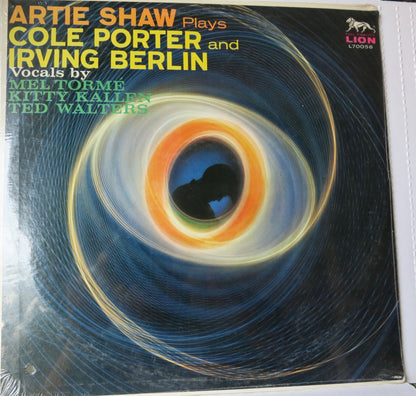 ARTIE SHAW Plays
COLE PORTER and
IRVING BERLIN
Vocals by
MEL TORME
KITTY KALLEN
TED WALTERS
LION
L70058